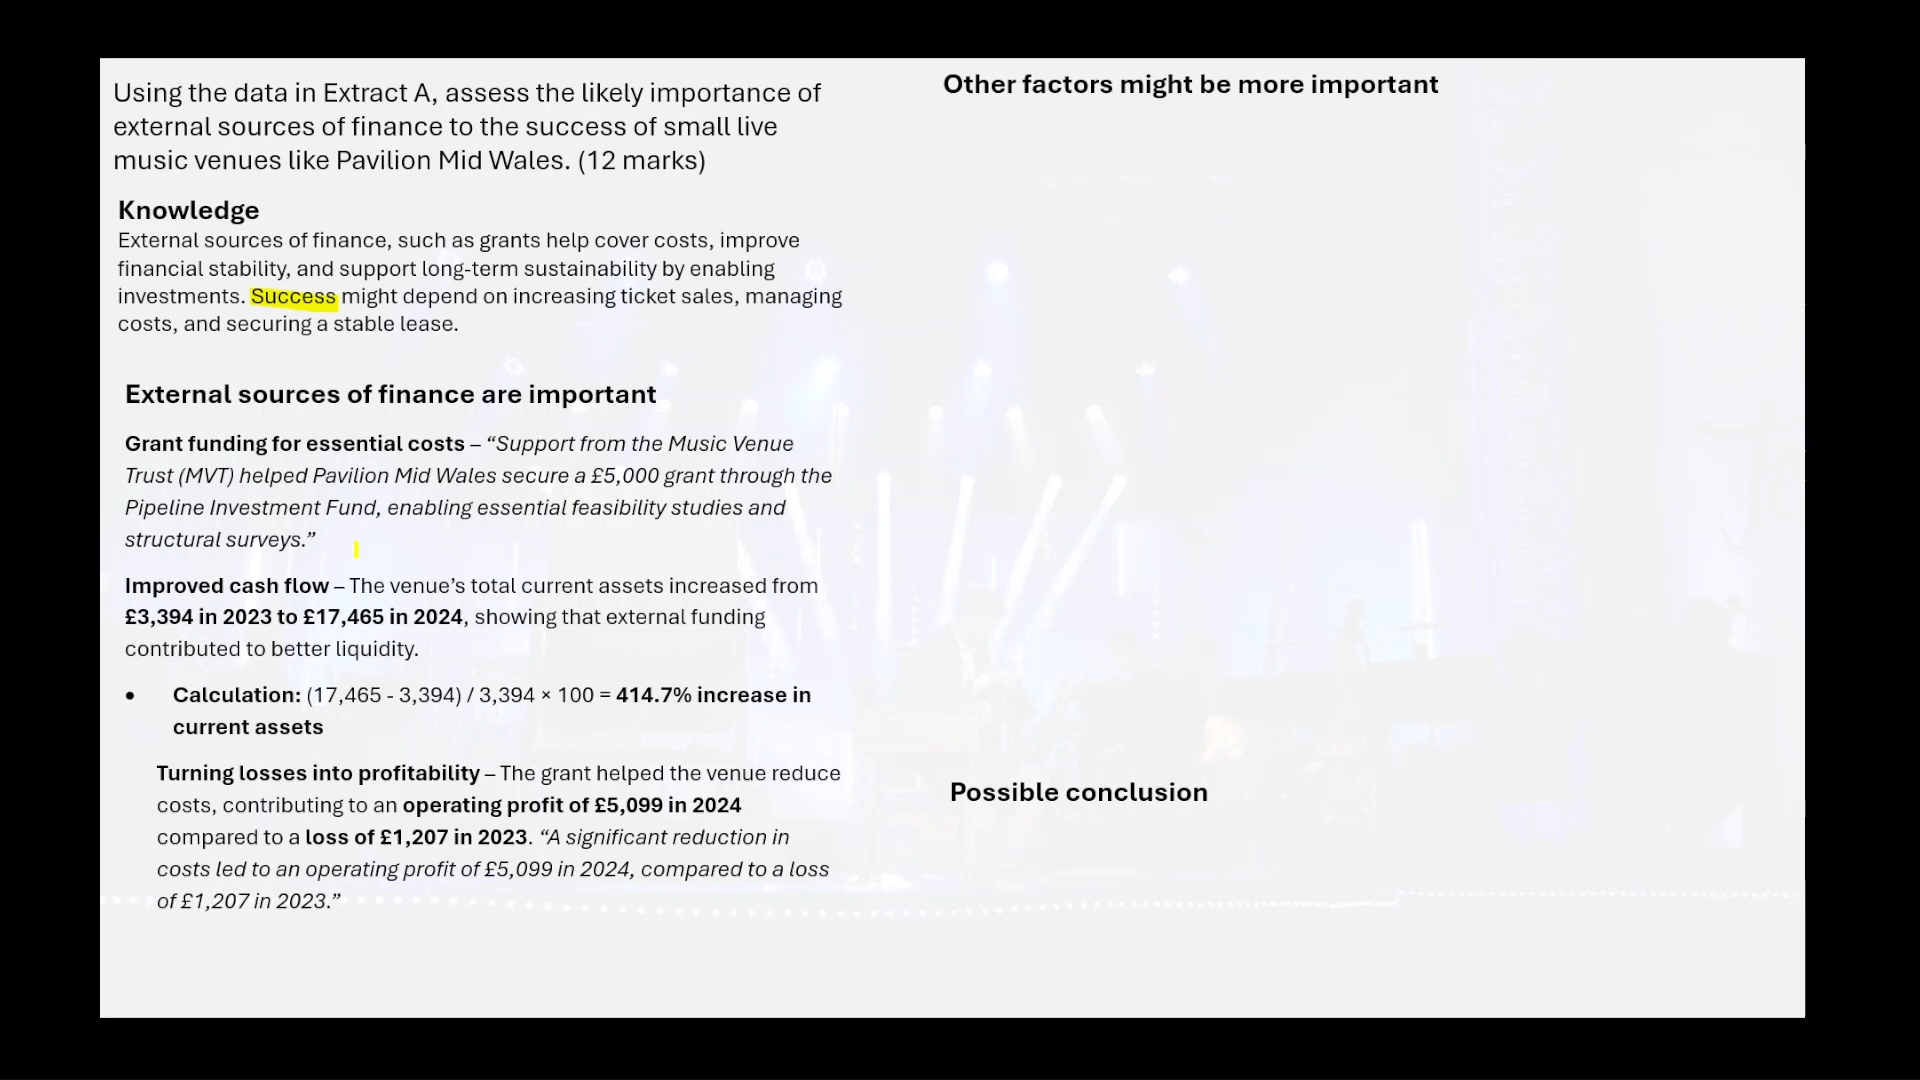 Using the data in Extract A, assess the likely importance of
external sources of finance to the success of small live
music venues like Pavilion Mid Wales. (12 marks)
Knowledge
External sources of finance, such as grants help cover costs, improve
financial stability, and support long-term sustainability by enabling
investments. Success might depend on increasing ticket sales, managing
costs, and securing a stable lease.
External sources of finance are important
Grant funding for essential costs – “Support from the Music Venue
Trust (MVT) helped Pavilion Mid Wales secure a £5,000 grant through the
Pipeline Investment Fund, enabling essential feasibility studies and
structural surveys.”
Improved cash flow – The venue’s total current assets increased from
£3,394 in 2023 to £17,465 in 2024, showing that external funding
contributed to better liquidity.
• Calculation: (17,465 - 3,394) / 3,394 × 100 = 414.7% increase in
current assets
Turning losses into profitability – The grant helped the venue reduce
costs, contributing to an operating profit of £5,099 in 2024
compared to a loss of £1,207 in 2023. “A significant reduction in
costs led to an operating profit of £5,099 in 2024, compared to a loss
of £1,207 in 2023.”
Other factors might be more important
Possible conclusion